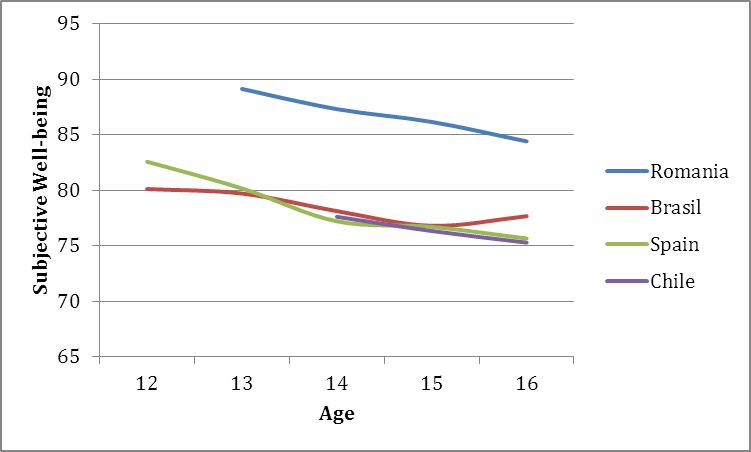 95
90
85
80
75
70
65
Subjective Well-being
12 13 14 15 16
Age
Romania
Brasil
Spain
Chile